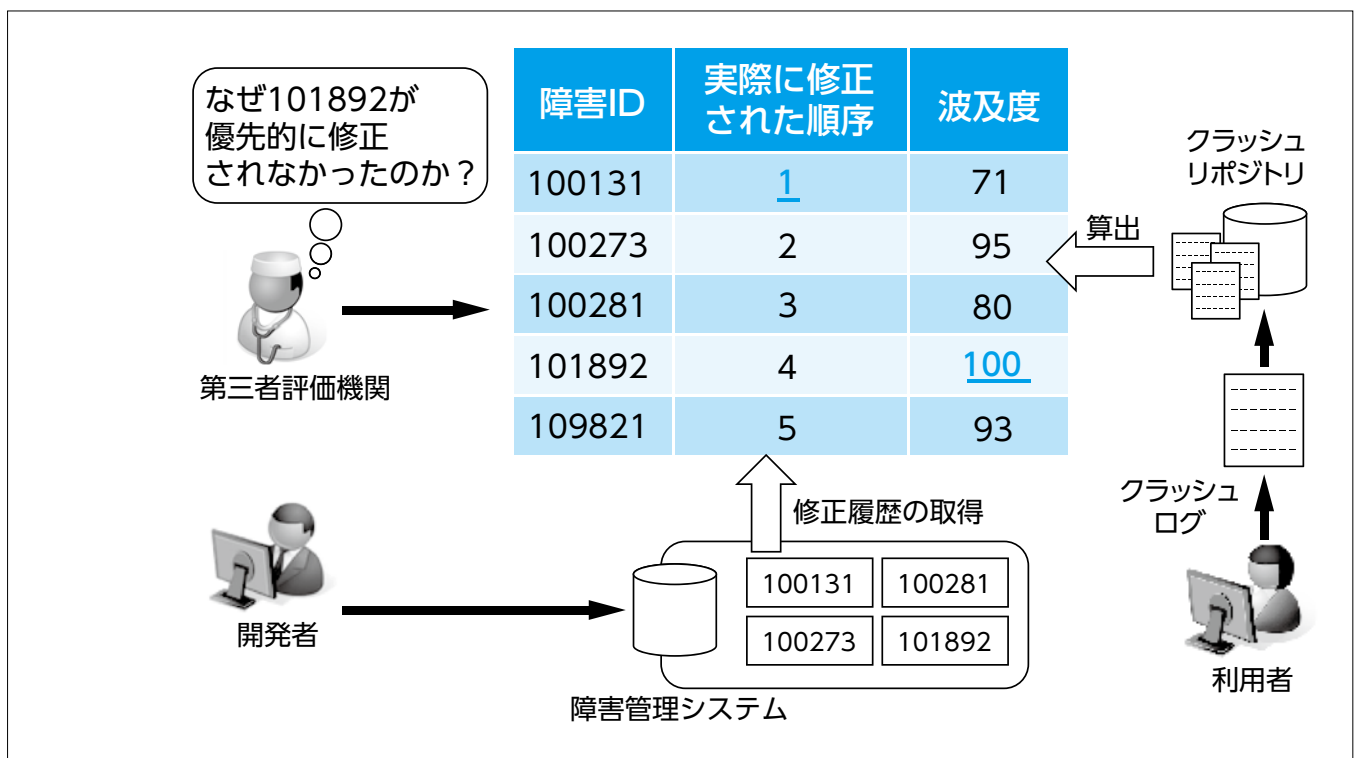 なぜ101892が
優先的に修正
されなかったのか？
第三者評価機関
障害ID 実際に修正された順序 波及度
100131 1 71
100273 2 95
100281 3 80
101892 4 100
109821 5 93
算出
クラッシュ
リポジトリ
クラッシュ
ログ
利用者
修正履歴の取得
開発者
100131 100281
100273 101892
障害管理システム